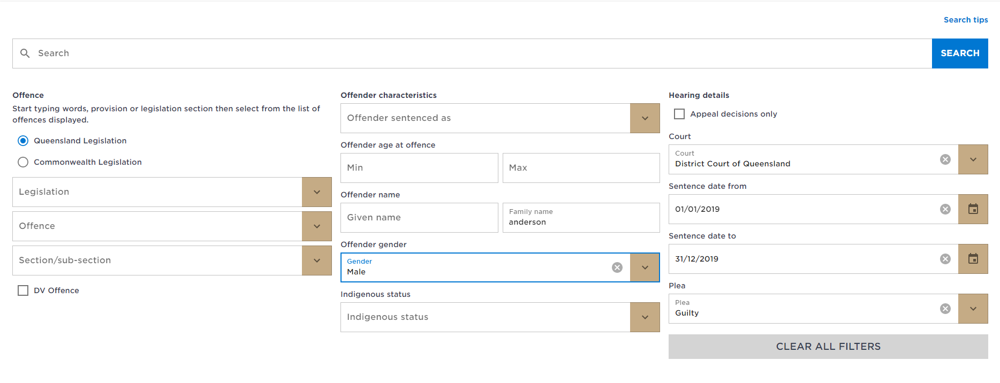 Search tips
Search
SEARCH
Offence
Start typing words, provision or legislation section then select from the list of
offences displayed.
Queensland Legislation
Commonwealth Legislation
Legislation
Offence
Section/sub-section
DV Offence
Offender characteristics
Offender sentenced as
Offender age at offence
Min
Max
Offender name
Given name
Family name
anderson
Offender gender
Gender
Male
Indigenous status
Indigenous status
Hearing details
Appeal decisions only
Court
Court
District Court of Queensland
Sentence date from
01/01/2019
Sentence date to
31/12/2019
Plea
Plea
Guilty
CLEAR ALL FILTERS